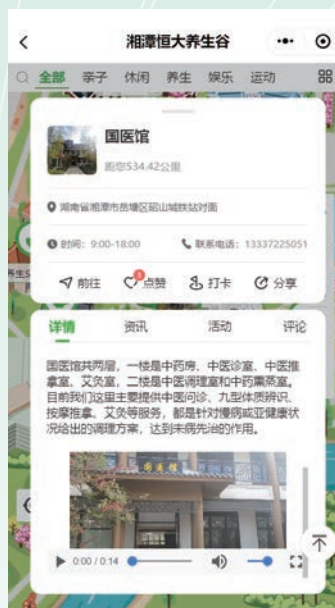 湘潭恒大养生谷
全部 亲子 休闲 养生 娱乐 运动
国医馆
距您534.42公里
湖南省湘潭市岳塘区昭山城铁站对面
时间：9:00-18:00 联系电话：13337225051
前往 点赞 打卡 分享
详情 资讯 活动 评论
国医馆共两层，一楼是中药房、中医诊室、中医推
拿室、艾灸室，二楼是中医调理室和中药熏蒸室。
目前我们这里主要提供中医问诊、九型体质辨识、
按摩推拿、艾灸等服务，都是针对慢病或亚健康状
况给出的调理方案，达到未病先治的作用。
国医馆
0:00 / 0:14